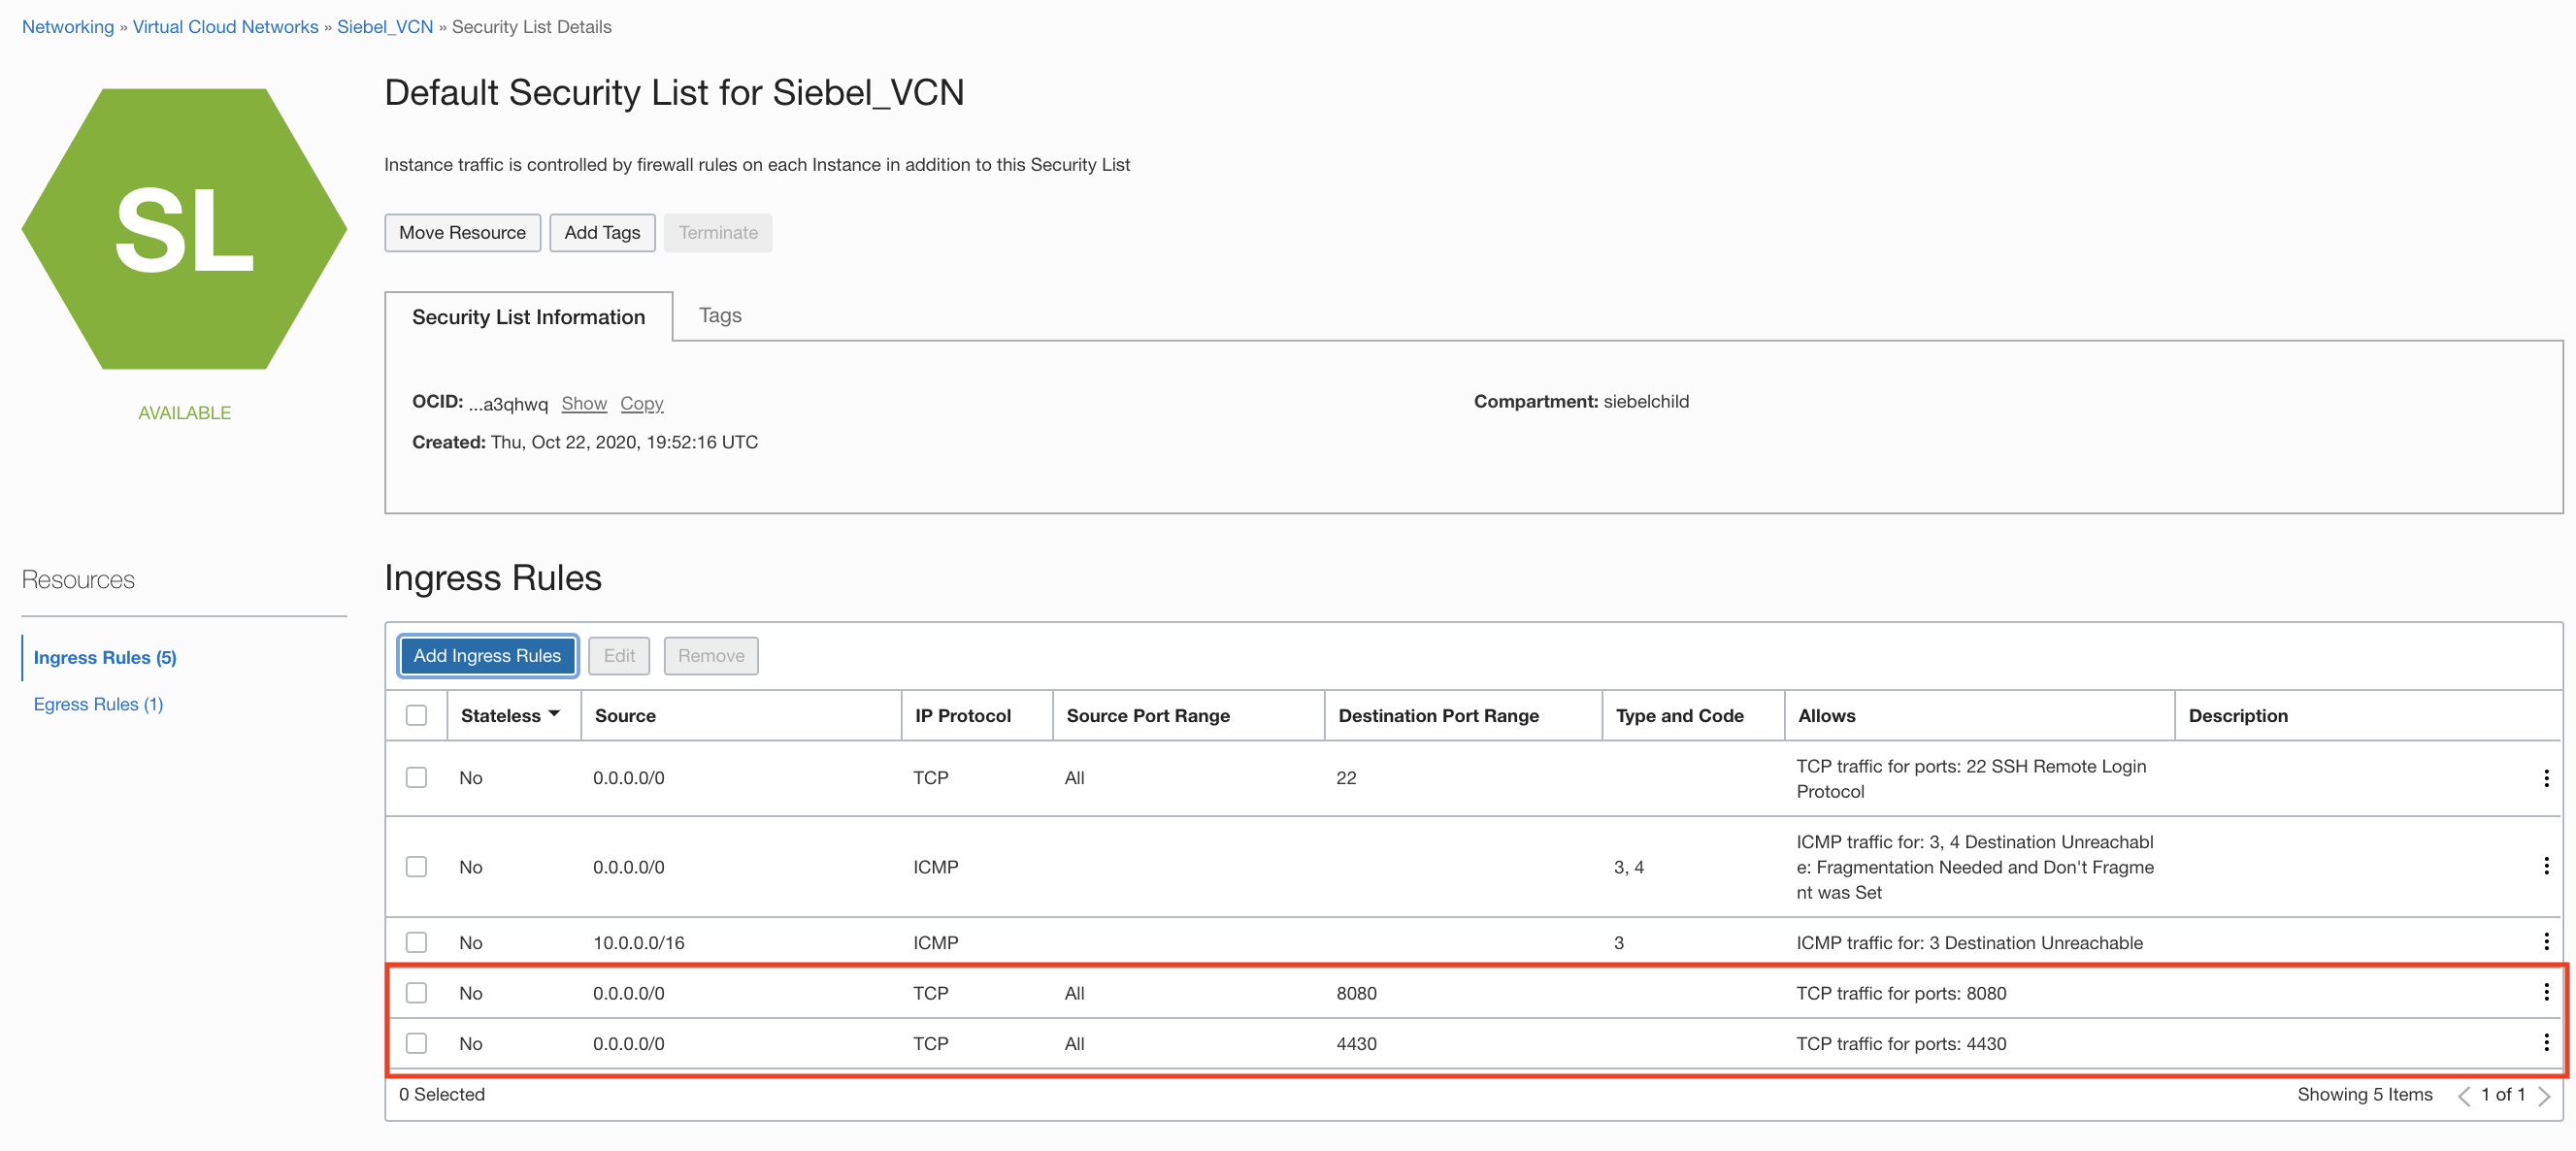 Networking » Virtual Cloud Networks » Siebel_VCN » Security List Details
SL
AVAILABLE
Default Security List for Siebel_VCN
Instance traffic is controlled by firewall rules on each Instance in addition to this Security List
Move Resource Add Tags Terminate
Security List Information Tags
OCID: ...a3qhwq Show Copy
Compartment: siebelchild
Created: Thu, Oct 22, 2020, 19:52:16 UTC
Resources
Ingress Rules (5)
Egress Rules (1)
Ingress Rules
Add Ingress Rules Edit Remove
Stateless Source IP Protocol Source Port Range Destination Port Range Type and Code Allows Description
No 0.0.0.0/0 TCP All 22 TCP traffic for ports: 22 SSH Remote Login
Protocol
No 0.0.0.0/0 ICMP 3, 4 ICMP traffic for: 3, 4 Destination Unreachabl
e: Fragmentation Needed and Don't Fragme
nt was Set
No 10.0.0.0/16 ICMP 3 ICMP traffic for: 3 Destination Unreachable
No 0.0.0.0/0 TCP All 8080 TCP traffic for ports: 8080
No 0.0.0.0/0 TCP All 4430 TCP traffic for ports: 4430
0 Selected
Showing 5 Items 1 of 1